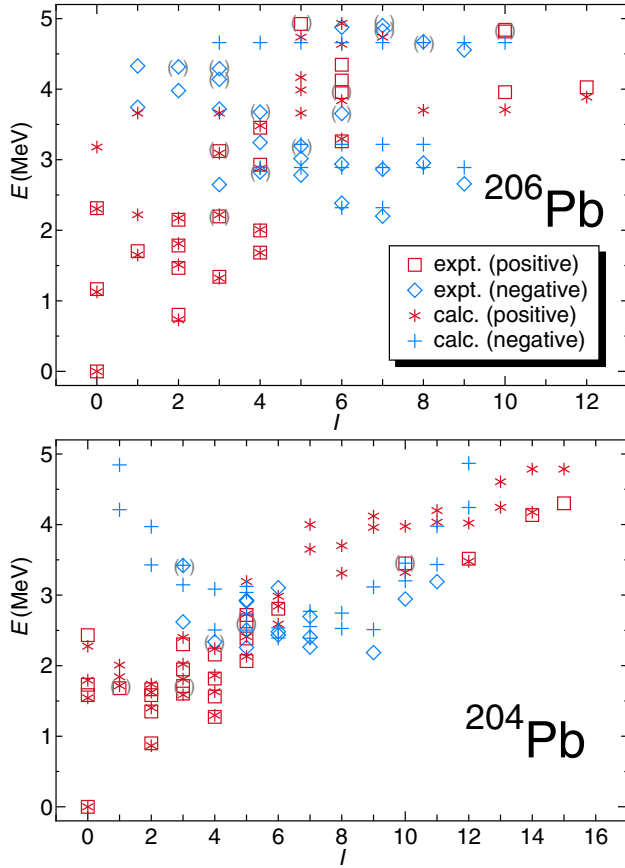 5
4
3
2
1
0
E(MeV)
206Pb
expt. (positive)
expt. (negative)
calc. (positive)
calc. (negative)
0 2 4 6 8 10 12
I
5
4
3
2
1
0
E(MeV)
204Pb
0 2 4 6 8 10 12 14 16
I